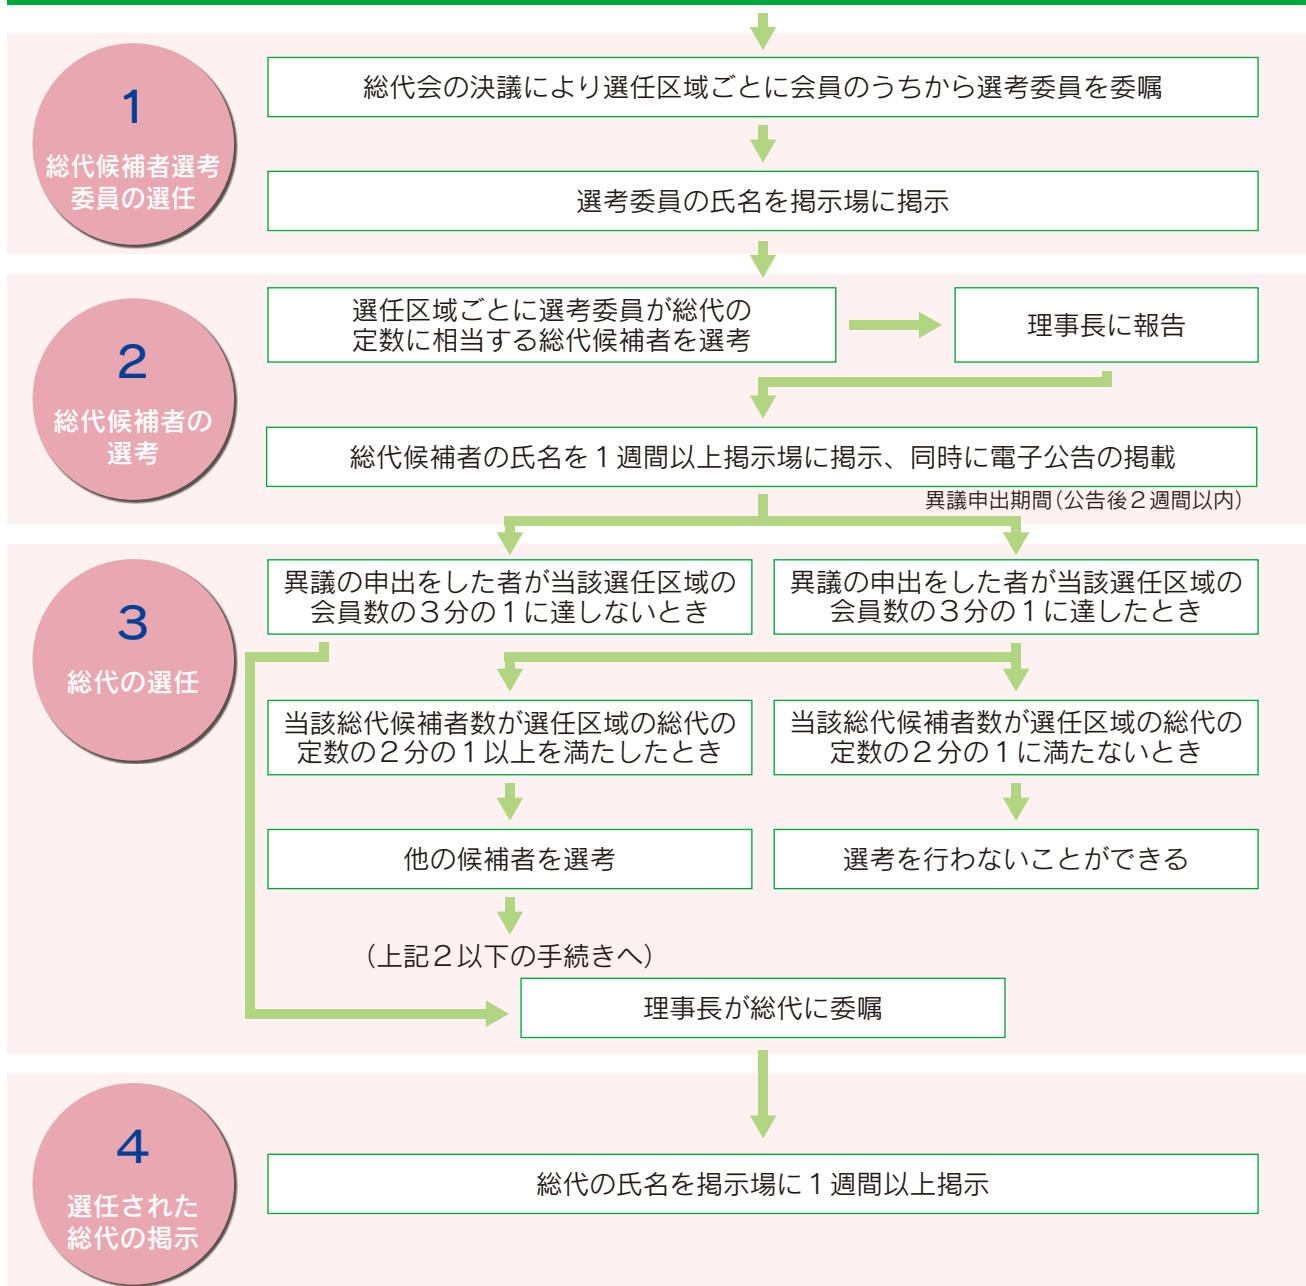 1
総代候補者選考
委員の選任
総代会の決議により選任区域ごとに会員のうちから選考委員を委嘱
選考委員の氏名を掲示場に掲示
2
総代候補者の
選考
選任区域ごとに選考委員が総代の
定数に相当する総代候補者を選考
理事長に報告
総代候補者の氏名を１週間以上掲示場に掲示、同時に電子公告の掲載
異議申出期間（公告後２週間以内）
3
総代の選任
異議の申出をした者が当該選任区域の
会員数の３分の１に達しないとき
異議の申出をした者が当該選任区域の
会員数の３分の１に達したとき
当該総代候補者数が選任区域の総代の
定数の２分の１以上を満たしたとき
当該総代候補者数が選任区域の総代の
定数の２分の１に満たないとき
他の候補者を選考
選考を行わないことができる
（上記２以下の手続きへ）
理事長が総代に委嘱
4
選任された
総代の掲示
総代の氏名を掲示場に１週間以上掲示